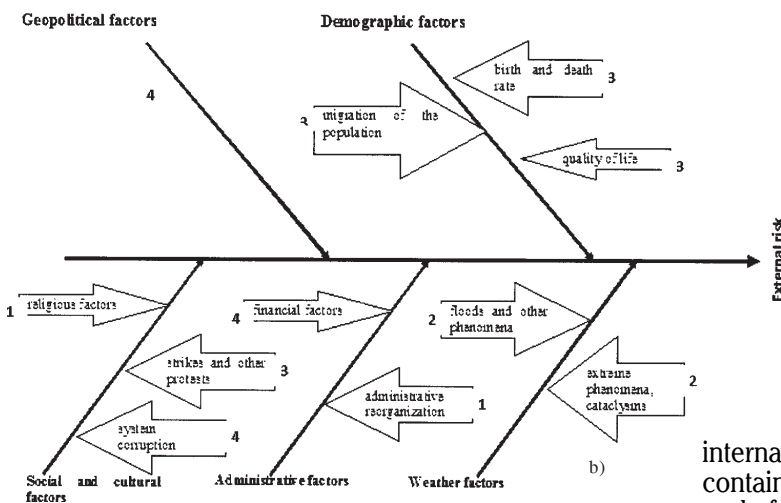 Geopolitical factors
Demographic factors
4
birth and death
rate
3
3
migration of the
population
quality of life
3
External risk
1
religious factors
4
financial factors
2
floods and other
phenomena
strikes and other
protests
3
administrative
reorganization
1
extreme
phenomena,
cataclysms
2
system
corruption
4
Social and cultural
factors
Administrative factors
Weather factors
b)
interna
contain